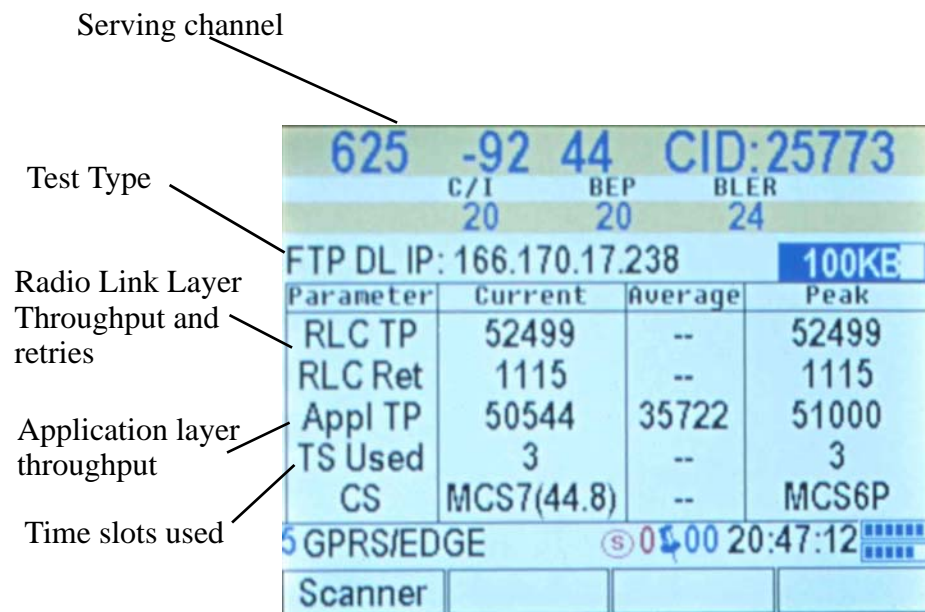 Serving channel
625 -92 44 CID:25773
Test Type
C/I BEP BLER
20 20 24
FTP DL IP: 166.170.17.238 100KB
Radio Link Layer
Throughput and
retries
Parameter Current Average Peak
RLC TP 52499 -- 52499
RLC Ret 1115 -- 1115
Application layer
throughput
Appl TP 50544 35722 51000
TS Used 3 -- 3
Time slots used
CS MCS7(44.8) -- MCS6P
5 GPRS/EDGE S 0 00 20:47:12
Scanner